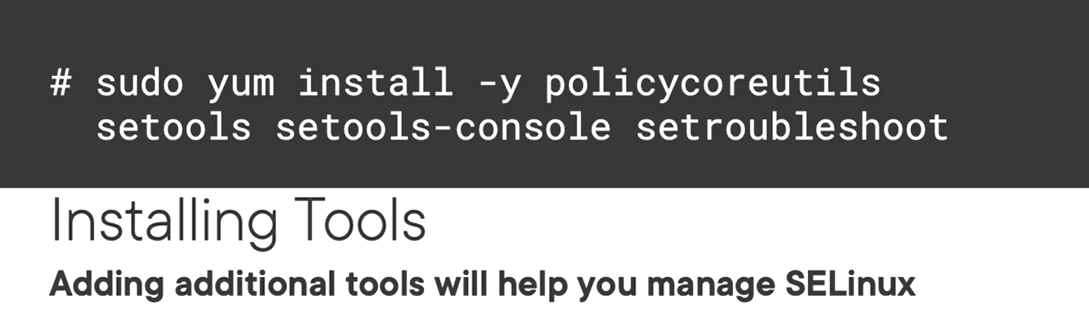 # sudo yum install -y policycoreutils
setools setools-console setroubleshoot
Installing Tools
Adding additional tools will help you manage SELinux